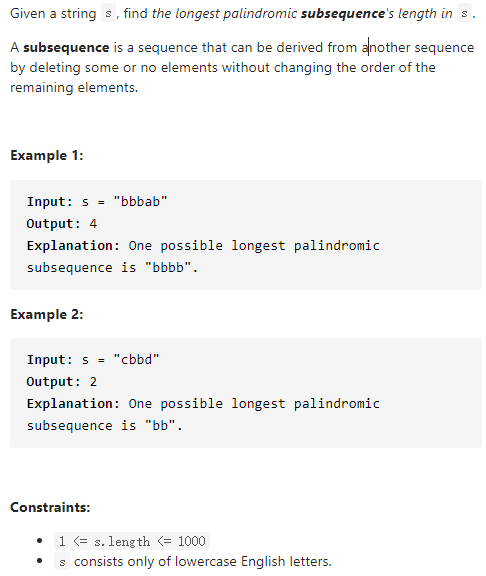 Given a string s , find the longest palindromic subsequence's length in s .
A subsequence is a sequence that can be derived from another sequence
by deleting some or no elements without changing the order of the
remaining elements.
Example 1:
Input: s = "bbbab"
Output: 4
Explanation: One possible longest palindromic
subsequence is "bbbb".
Example 2:
Input: s = "cbbd"
Output: 2
Explanation: One possible longest palindromic
subsequence is "bb".
Constraints:
• 1 <= s.length <= 1000
• s consists only of lowercase English letters.